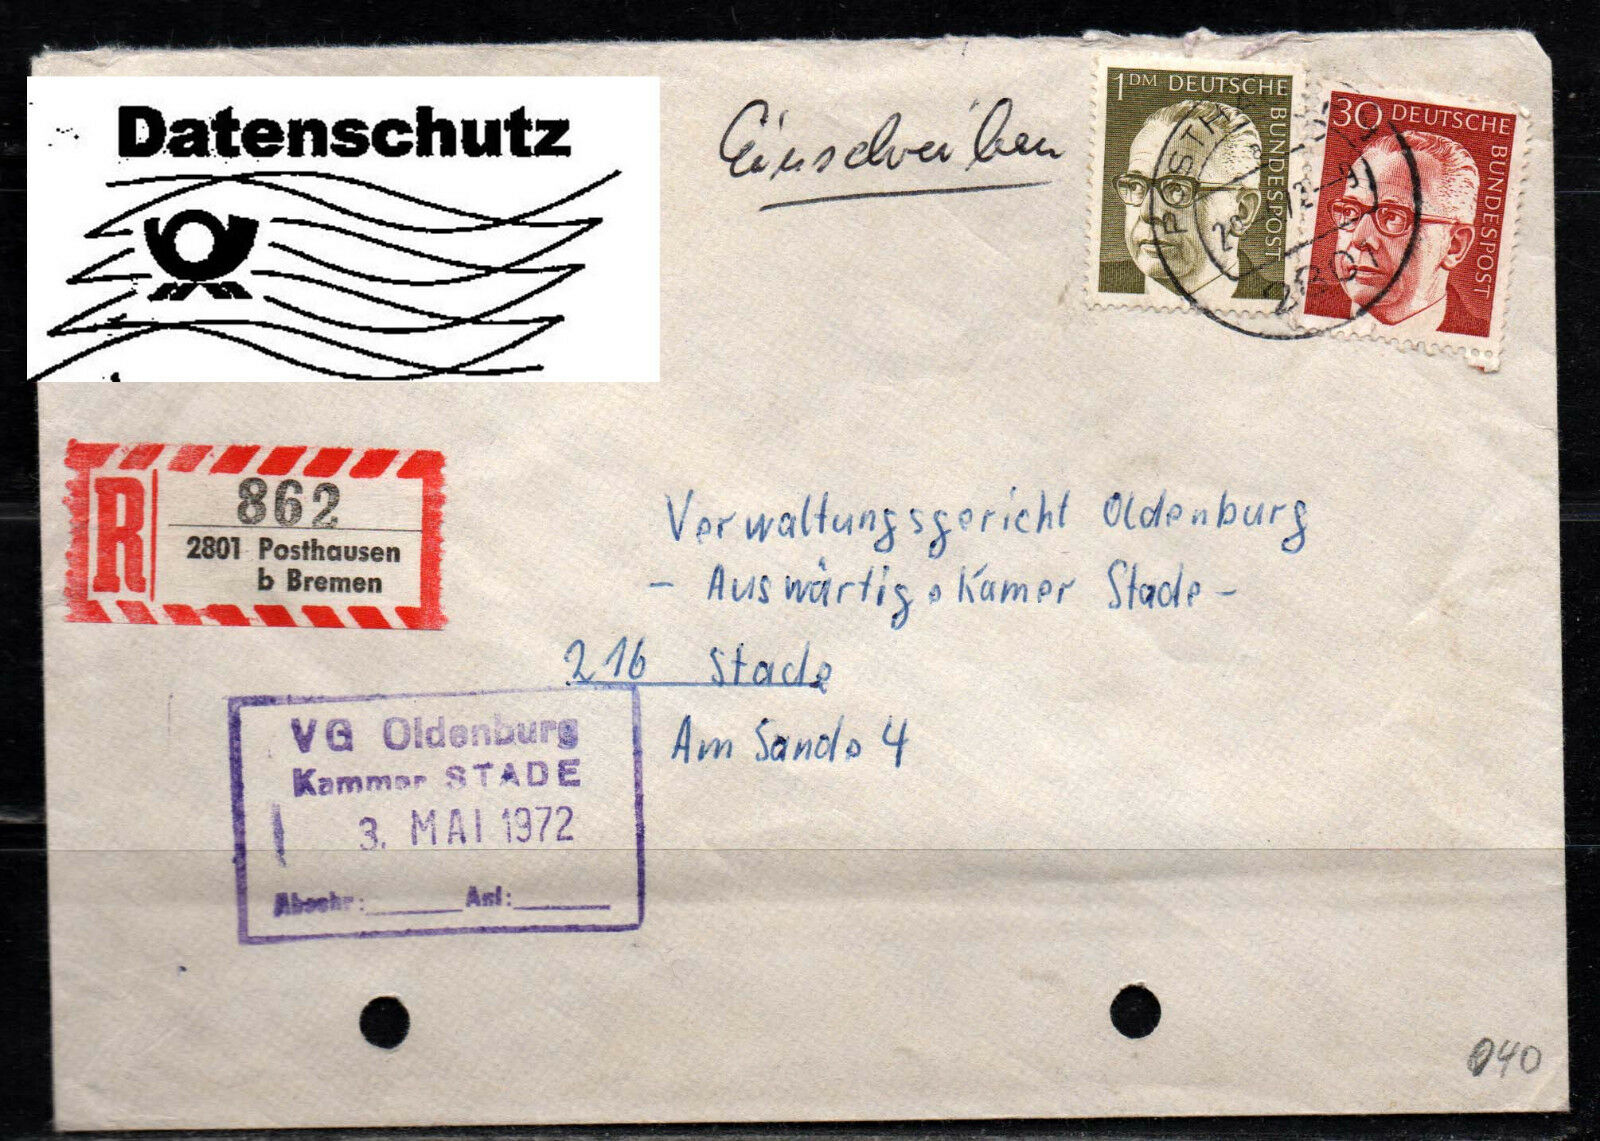 Datenschutz
Einschreiben
1 DM DEUTSCHE BUNDESPOST
30 DEUTSCHE BUNDESPOST
2801
R 862
2801 Posthausen
b Bremen
Verwaltungsgericht Oldenburg
- Auswärtige Kamer Stade -
216 Stade
Am Sande 4
VG Oldenburg
Kammer STADE
3. MAI 1972
Abschr: Anl:
040